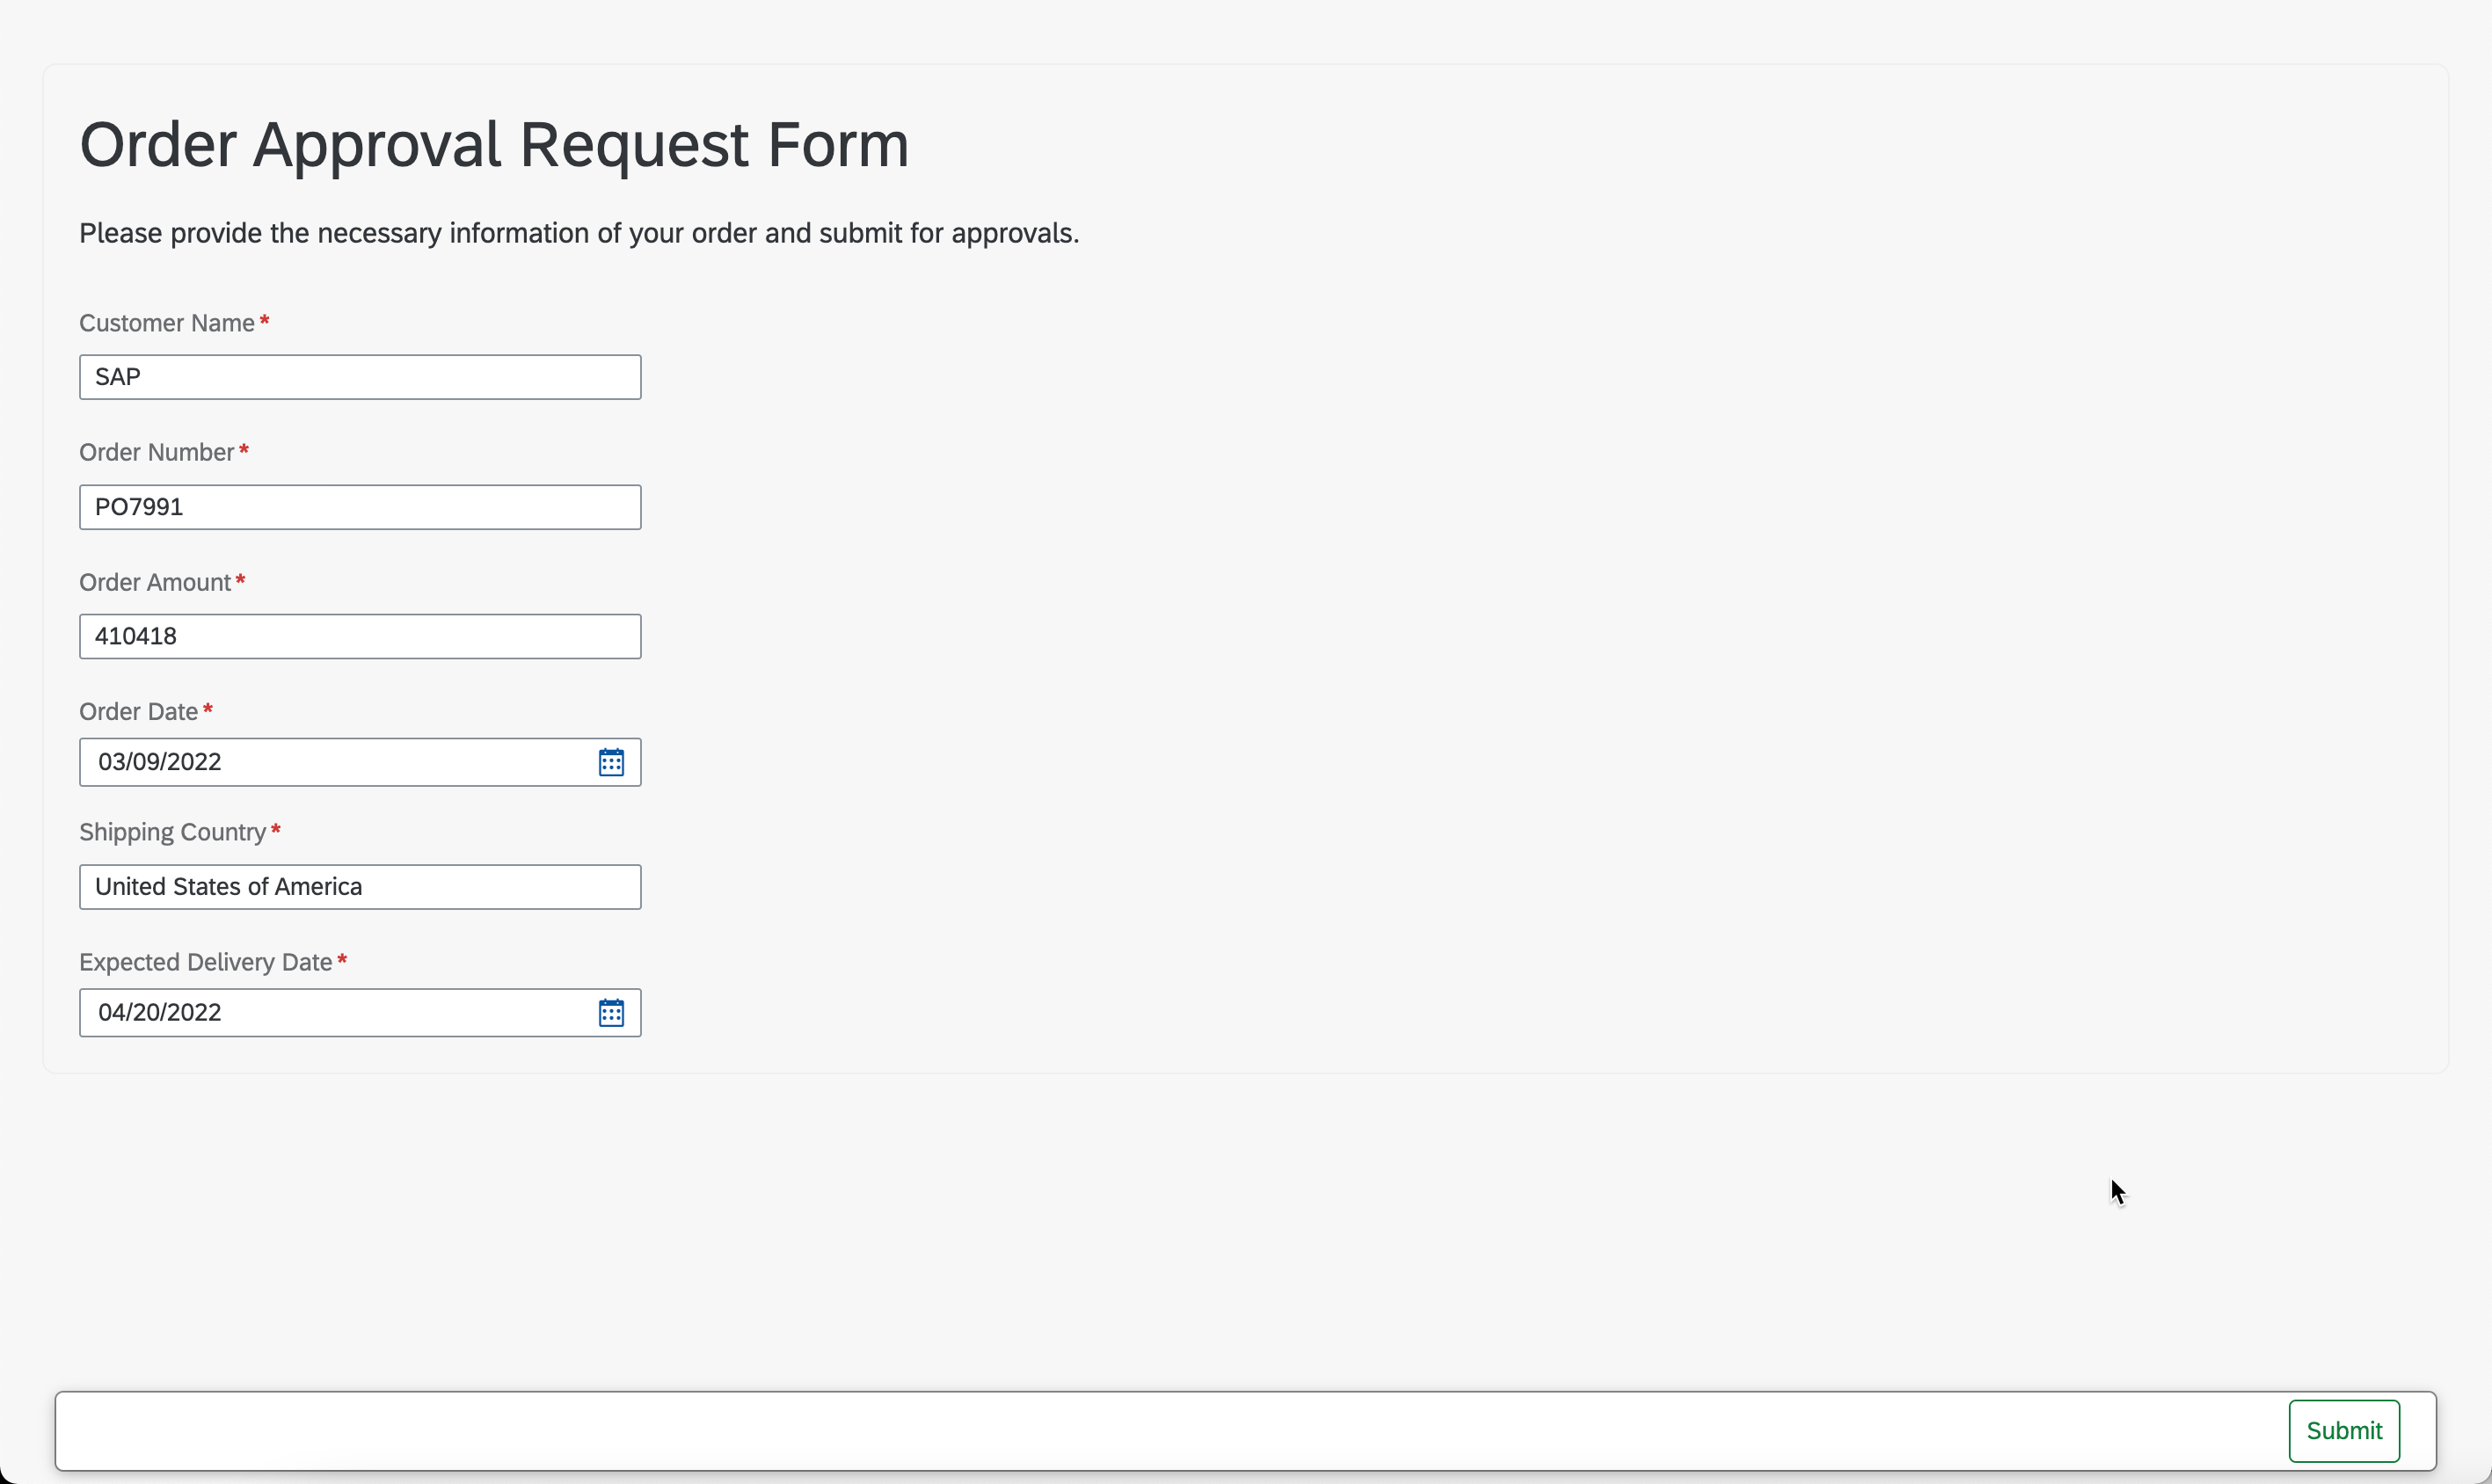 Order Approval Request Form
Please provide the necessary information of your order and submit for approvals.
Customer Name *
SAP
Order Number *
PO7991
Order Amount *
410418
Order Date *
03/09/2022
Shipping Country *
United States of America
Expected Delivery Date *
04/20/2022
Submit